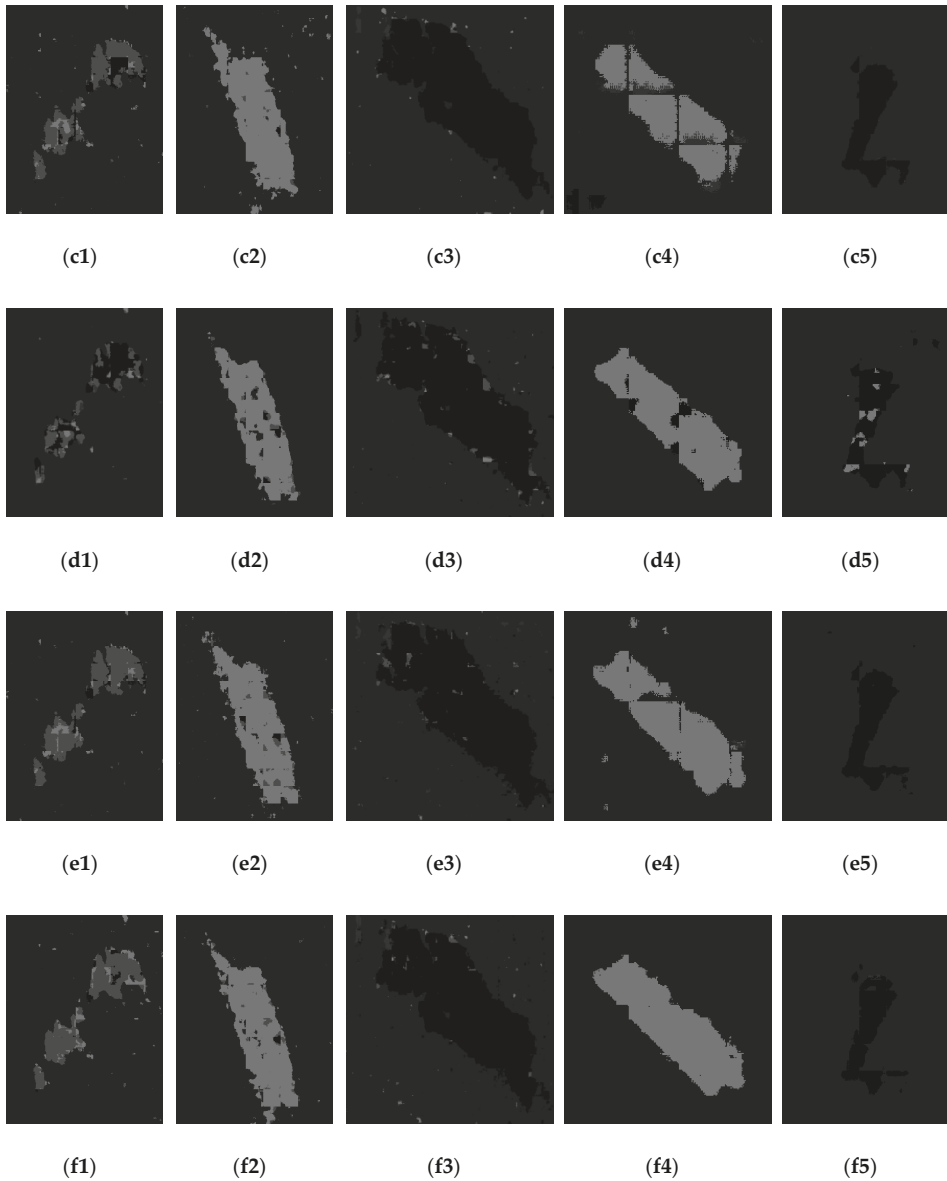 (c1) (c2) (c3) (c4) (c5)
(d1) (d2) (d3) (d4) (d5)
(e1) (e2) (e3) (e4) (e5)
(f1) (f2) (f3) (f4) (f5)